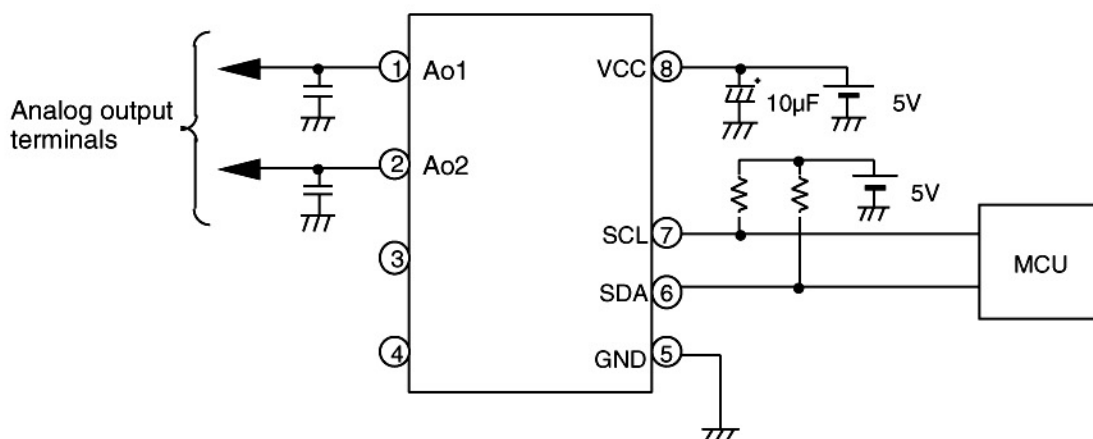 Analog output
terminals
1 Ao1
2 Ao2
3
4
VCC 8
10µF
5V
5V
SCL 7
SDA 6
GND 5
MCU